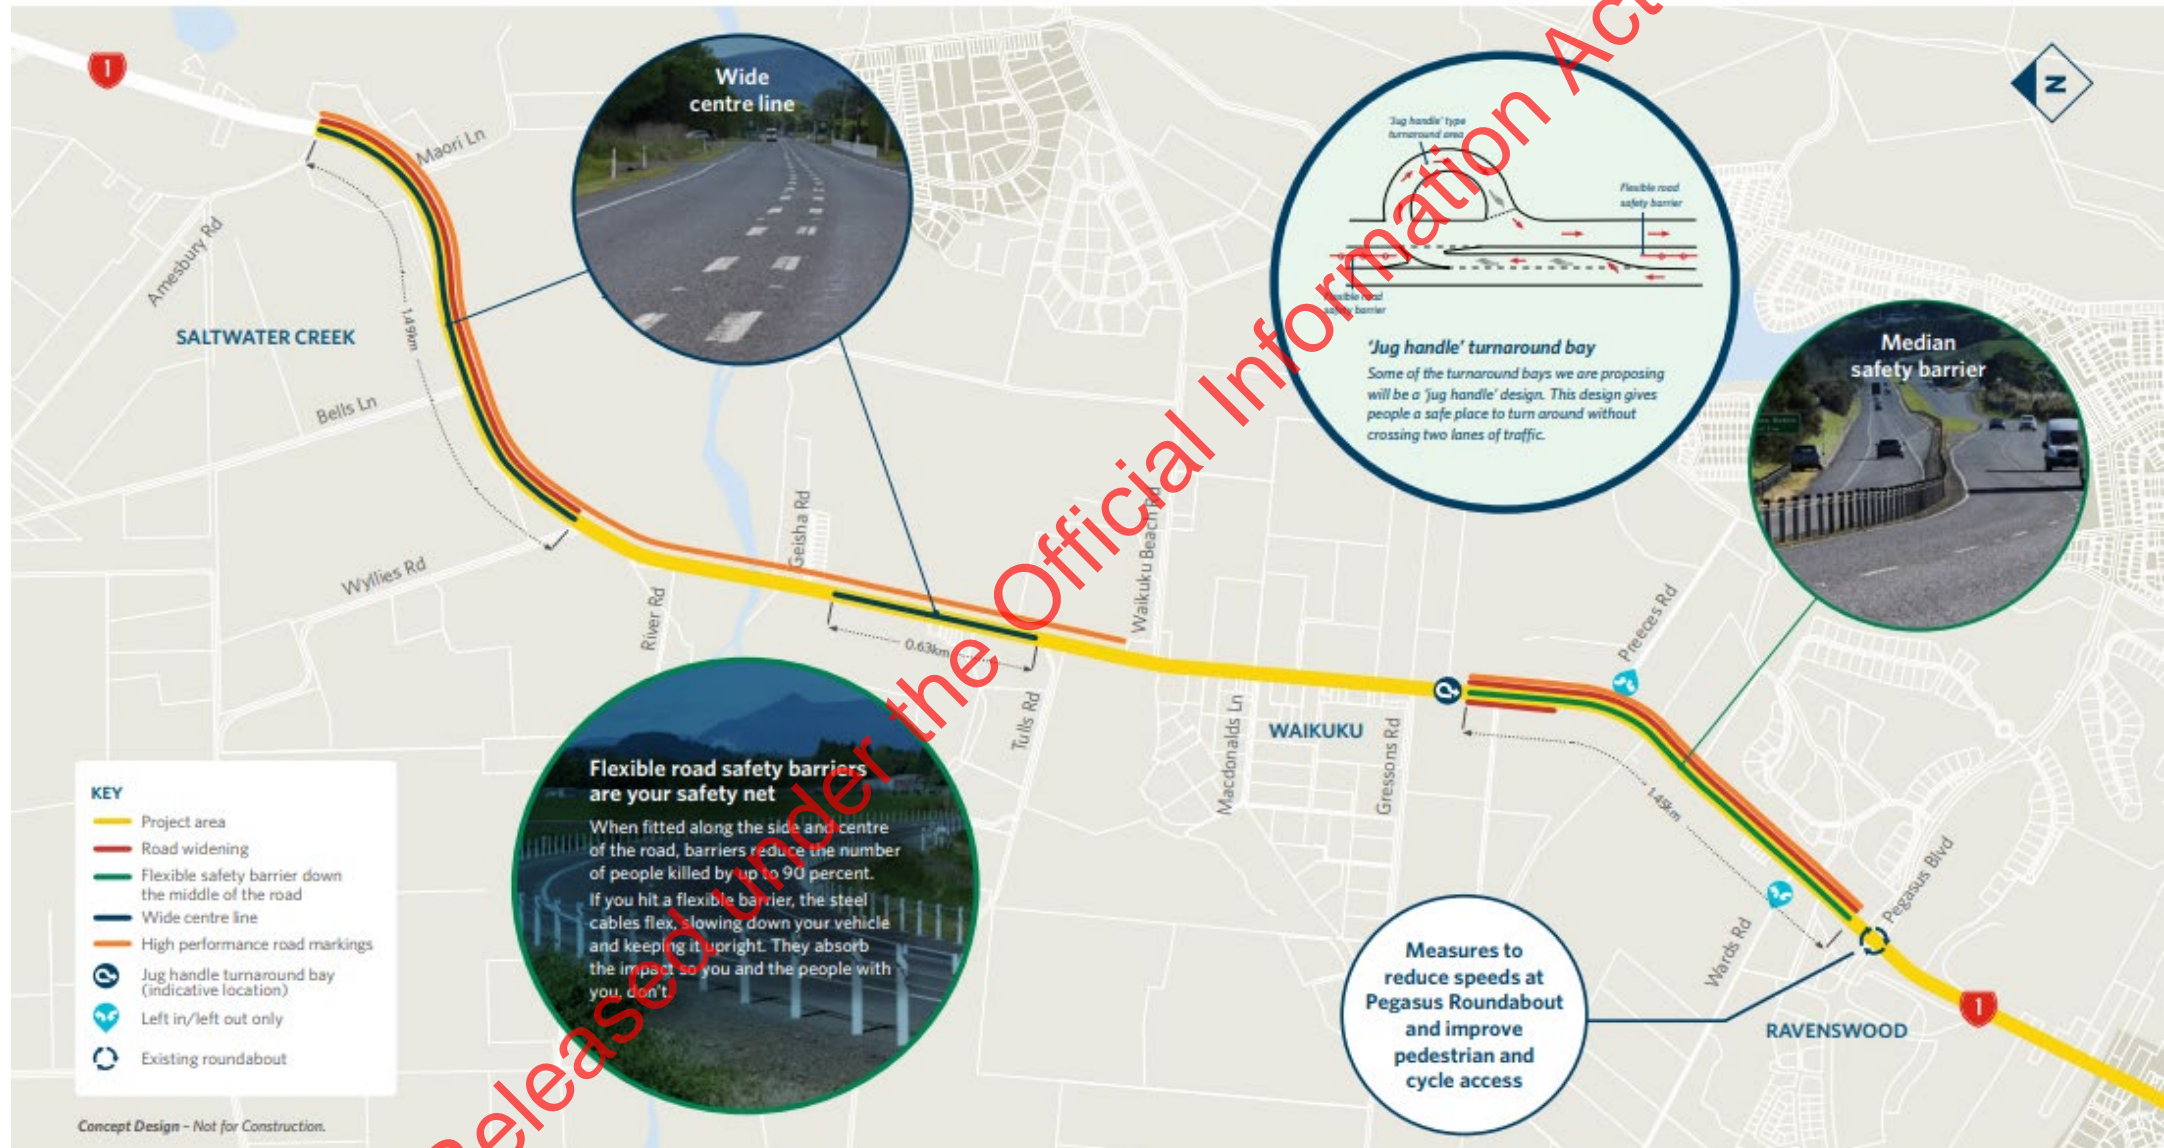 1
Wide
centre line
N
Maori Ln
Amesbury Rd
1.49km
SALTWATER CREEK
Bells Ln
Wyllies Rd
River Rd
Geisha Rd
0.63km
Tulls Rd
Waikuku Beach Rd
'Jug handle' type
turnaround area
Flexible road
safety barrier
Flexible road
safety barrier
'Jug handle' turnaround bay
Some of the turnaround bays we are proposing
will be a 'jug handle' design. This design gives
people a safe place to turn around without
crossing two lanes of traffic.
Median
safety barrier
Macdonalds Ln
WAIKUKU
Gressons Rd
Preeces Rd
1.45km
Wards Rd
Pegasus Blvd
1
RAVENSWOOD
Measures to
reduce speeds at
Pegasus Roundabout
and improve
pedestrian and
cycle access
Flexible road safety barriers
are your safety net
When fitted along the side and centre
of the road, barriers reduce the number
of people killed by up to 90 percent.
If you hit a flexible barrier, the steel
cables flex, slowing down your vehicle
and keeping it upright. They absorb
the impact so you and the people with
you, don't.
KEY
Project area
Road widening
Flexible safety barrier down
the middle of the road
Wide centre line
High performance road markings
Jug handle turnaround bay
(indicative location)
Left in/left out only
Existing roundabout
Concept Design – Not for Construction.
Released under the Official Information Act